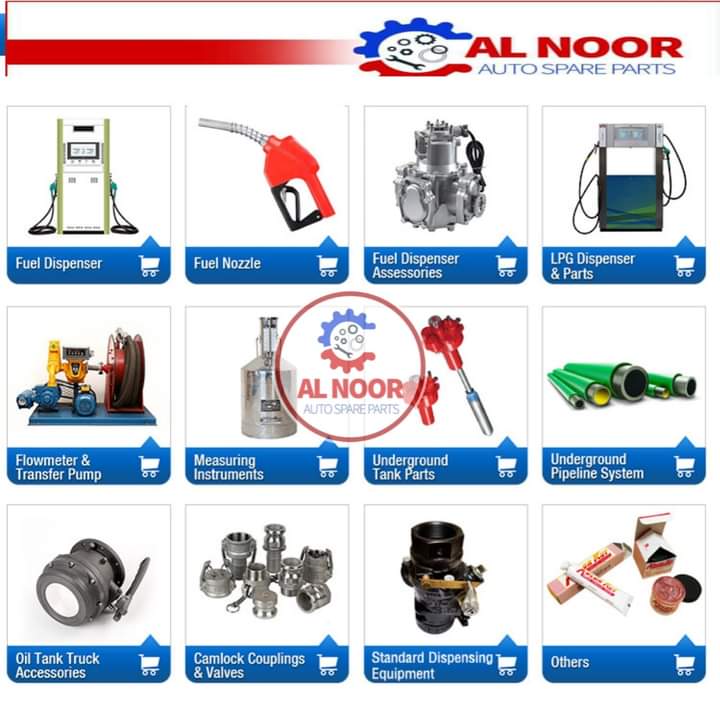 AL NOOR
AUTO SPARE PARTS
Fuel Dispenser
Fuel Nozzle
Fuel Dispenser
Assessories
LPG Dispenser
& Parts
AL NOOR
AUTO SPARE PARTS
Flowmeter &
Transfer Pump
Measuring
Instruments
Underground
Tank Parts
Underground
Pipeline System
Oil Tank Truck
Accessories
Camlock Couplings
& Valves
Standard Dispensing
Equipment
Others